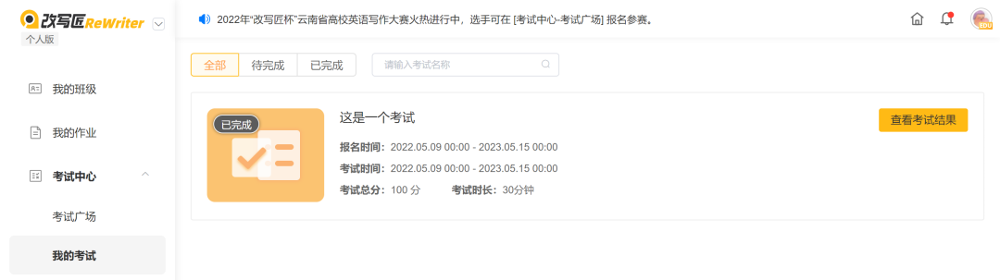 改写匠ReWriter
个人版
2022年“改写匠杯”云南省高校英语写作大赛火热进行中，选手可在 [考试中心-考试广场] 报名参赛。
EDU
我的班级
我的作业
考试中心
考试广场
我的考试
全部 待完成 已完成 请输入考试名称
已完成
这是一个考试
查看考试结果
报名时间： 2022.05.09 00:00 - 2023.05.15 00:00
考试时间： 2022.05.09 00:00 - 2023.05.15 00:00
考试总分： 100 分 考试时长： 30分钟